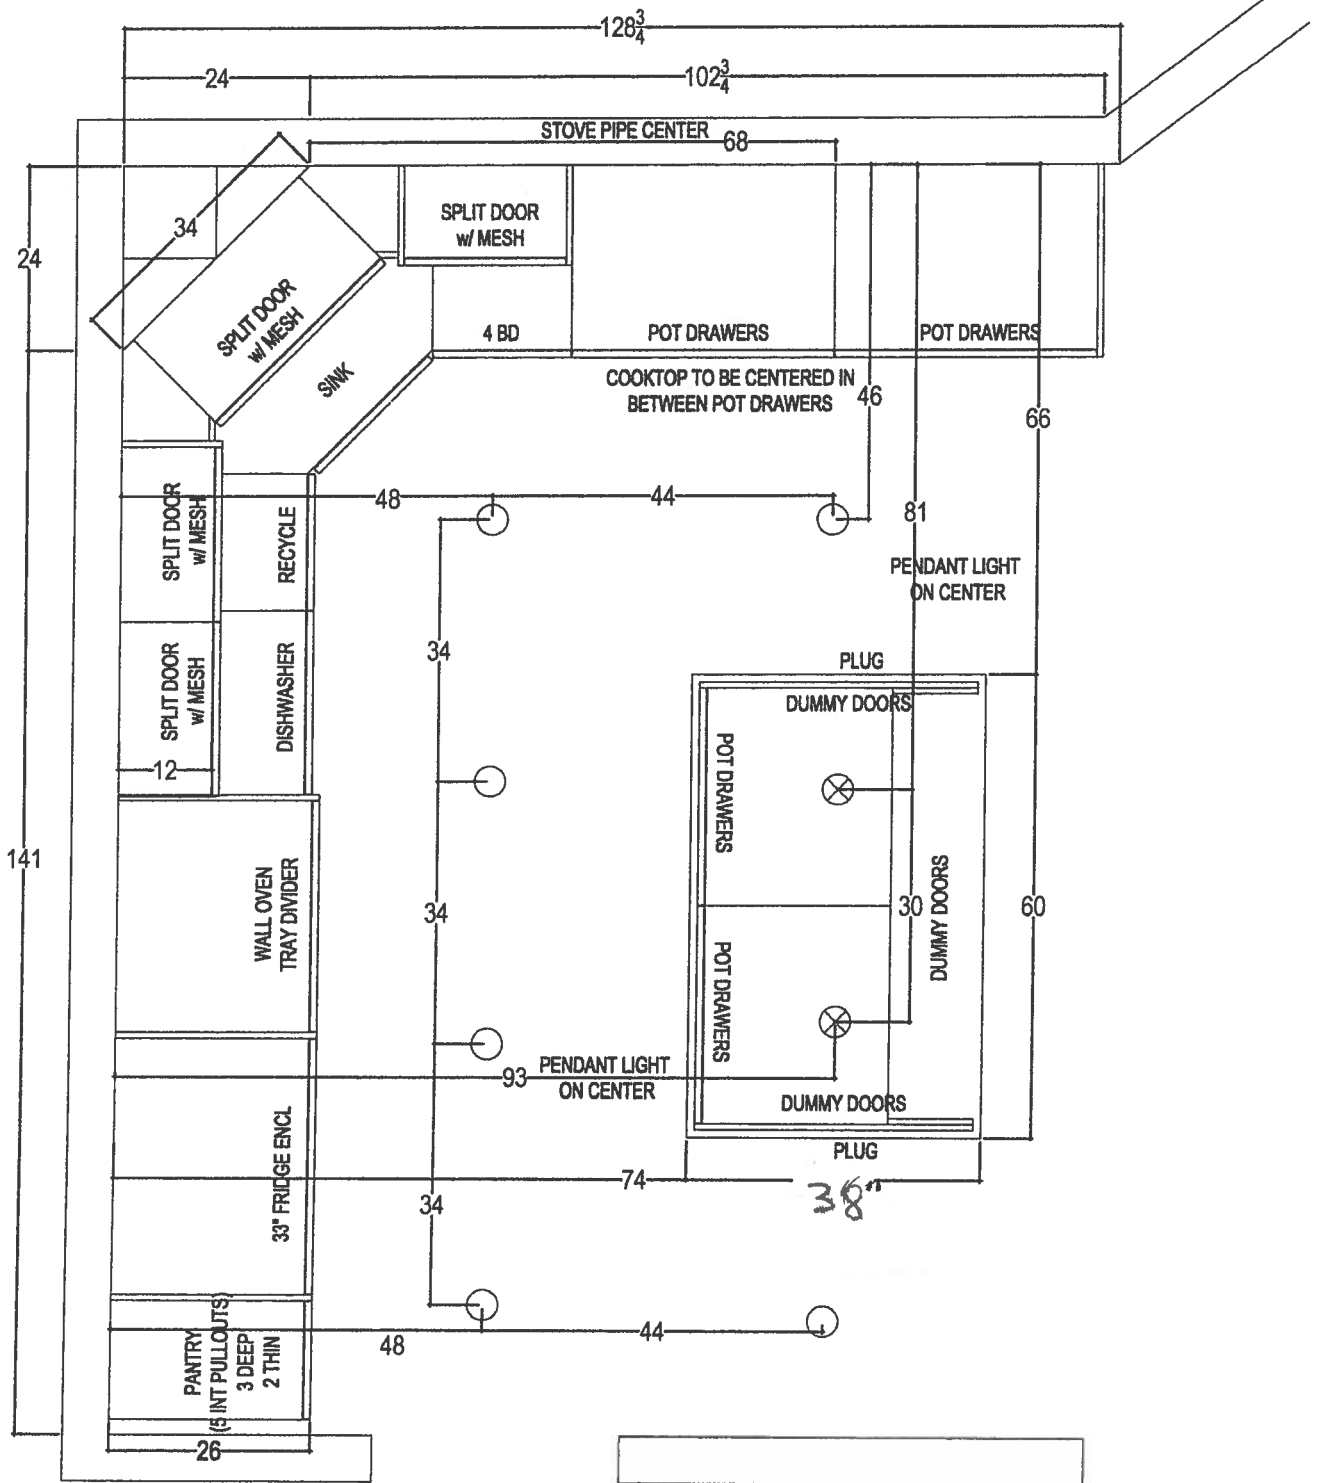 128 3/4
24
102 3/4
STOVE PIPE CENTER
68
34
24
SPLIT DOOR
w/ MESH
SPLIT DOOR
w/ MESH
SINK
4 BD
POT DRAWERS
POT DRAWERS
COOKTOP TO BE CENTERED IN
BETWEEN POT DRAWERS
46
66
48
44
81
SPLIT DOOR
w/ MESH
RECYCLE
PENDANT LIGHT
ON CENTER
34
SPLIT DOOR
w/ MESH
DISHWASHER
PLUG
DUMMY DOORS
12
POT DRAWERS
141
WALL OVEN
TRAY DIVIDER
34
30
DUMMY DOORS
60
POT DRAWERS
93
PENDANT LIGHT
ON CENTER
DUMMY DOORS
PLUG
33" FRIDGE ENCL
74
38"
34
PANTRY
(5 INT PULLOUTS)
3 DEEP
2 THIN
48
44
26